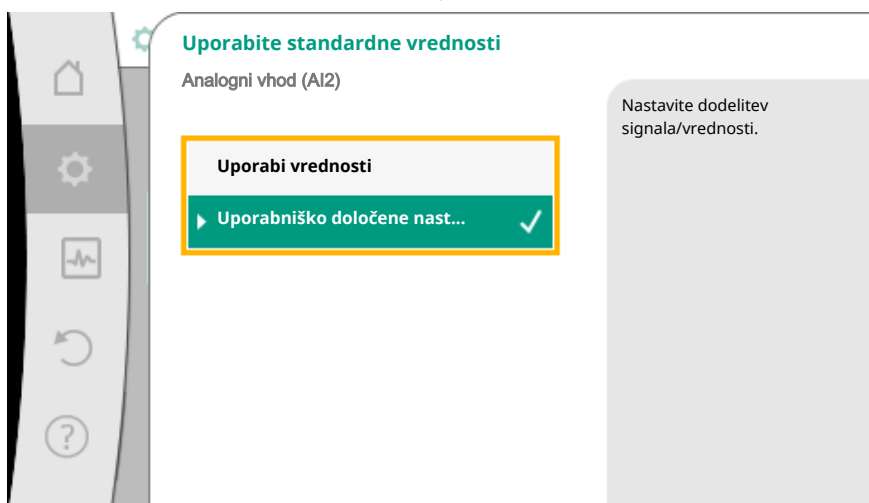 Uporabite standardne vrednosti
Analogni vhod (AI2)
Nastavite dodelitev
signala/vrednosti.
Uporabi vrednosti
Uporabniško določene nast...
?